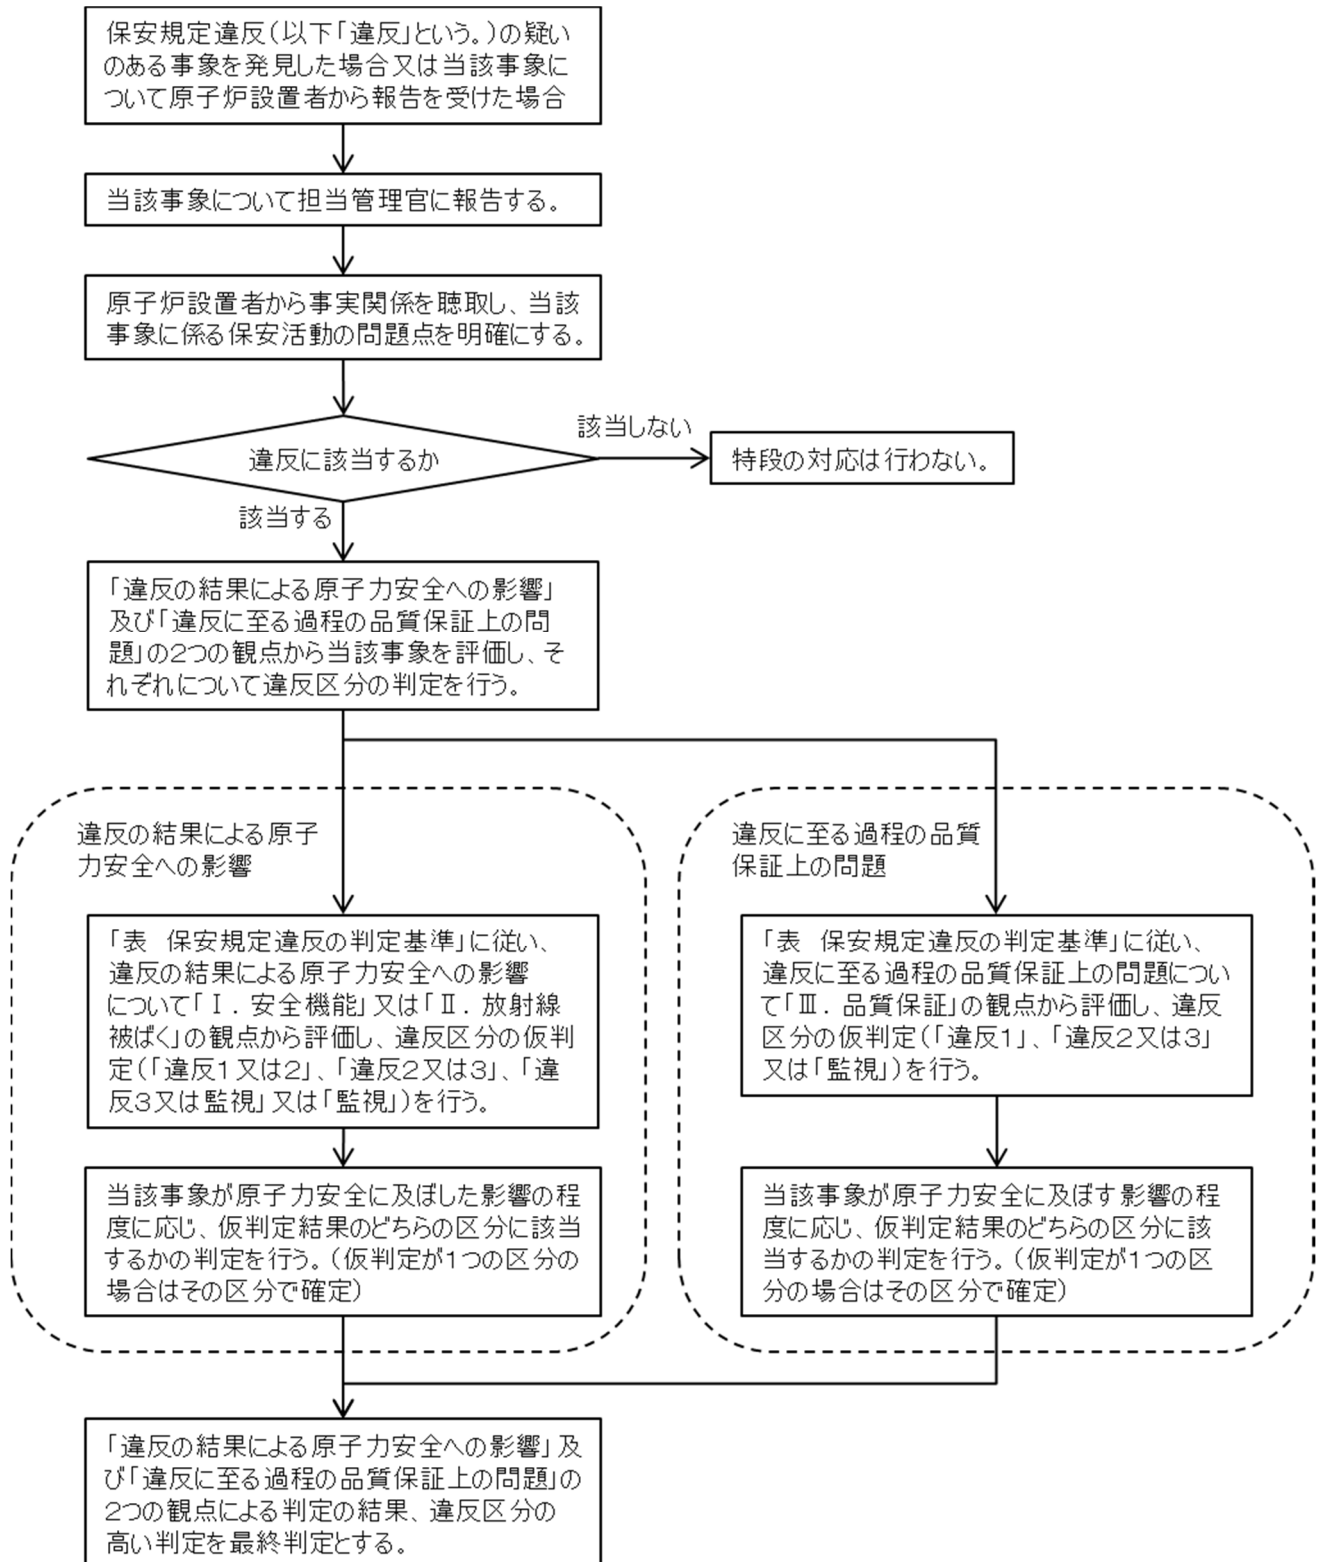 保安規定違反(以下「違反」という。)の疑い
のある事象を発見した場合又は当該事象に
ついて原子炉設置者から報告を受けた場合
当該事象について担当管理官に報告する。
原子炉設置者から事実関係を聴取し、当該
事象に係る保安活動の問題点を明確にする。
違反に該当するか
該当しない
特段の対応は行わない。
該当する
「違反の結果による原子力安全への影響」
及び「違反に至る過程の品質保証上の問
題」の2つの観点から当該事象を評価し、そ
れぞれについて違反区分の判定を行う。
違反の結果による原子
力安全への影響
「表　保安規定違反の判定基準」に従い、
違反の結果による原子力安全への影響
について「Ⅰ．安全機能」又は「Ⅱ．放射線
被ばく」の観点から評価し、違反区分の仮判
定(「違反1又は2」、「違反2又は3」、「違
反3又は監視」又は「監視」)を行う。
当該事象が原子力安全に及ぼした影響の程
度に応じ、仮判定結果のどちらの区分に該当
するかの判定を行う。(仮判定が1つの区分の
場合はその区分で確定)
違反に至る過程の品質
保証上の問題
「表　保安規定違反の判定基準」に従い、
違反に至る過程の品質保証上の問題につい
て「Ⅲ．品質保証」の観点から評価し、違反
区分の仮判定(「違反1」、「違反2又は3」
又は「監視」)を行う。
当該事象が原子力安全に及ぼす影響の程
度に応じ、仮判定結果のどちらの区分に該
当するかの判定を行う。(仮判定が1つの区
分の場合はその区分で確定)
「違反の結果による原子力安全への影響」及
び「違反に至る過程の品質保証上の問題」の
2つの観点による判定の結果、違反区分の
高い判定を最終判定とする。